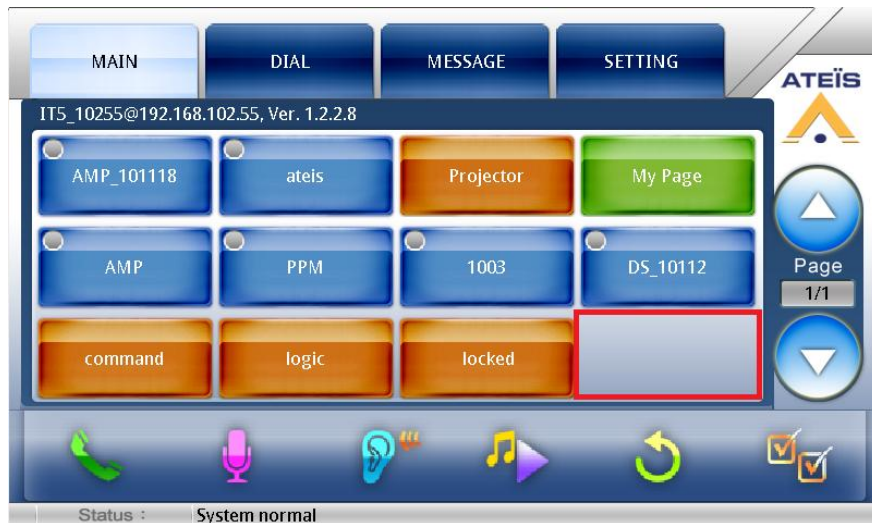 MAIN DIAL MESSAGE SETTING
ATEÏS
IT5_10255@192.168.102.55, Ver. 1.2.2.8
AMP_101118 ateis Projector My Page
AMP PPM 1003 DS_10112
Page
1/1
command logic locked
Status : System normal